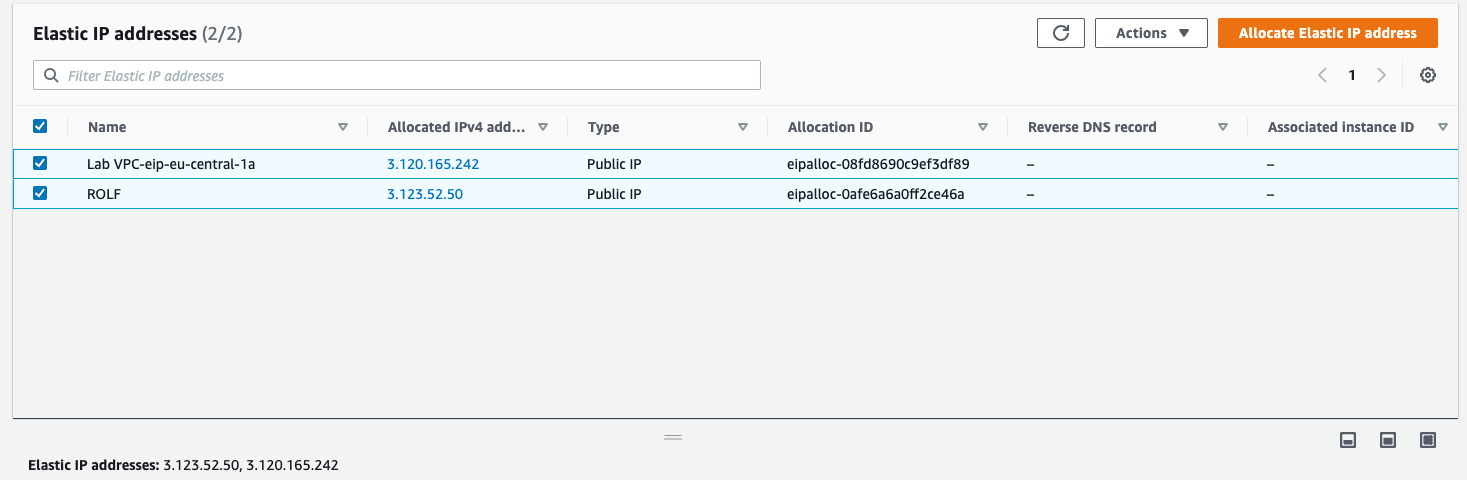 Elastic IP addresses (2/2) Actions Allocate Elastic IP address
Filter Elastic IP addresses 1
Name Allocated IPv4 add... Type Allocation ID Reverse DNS record Associated instance ID
Lab VPC-eip-eu-central-1a 3.120.165.242 Public IP eipalloc-08fd8690c9ef3df89 – –
ROLF 3.123.52.50 Public IP eipalloc-0afe6a6a0ff2ce46a – –
Elastic IP addresses: 3.123.52.50, 3.120.165.242